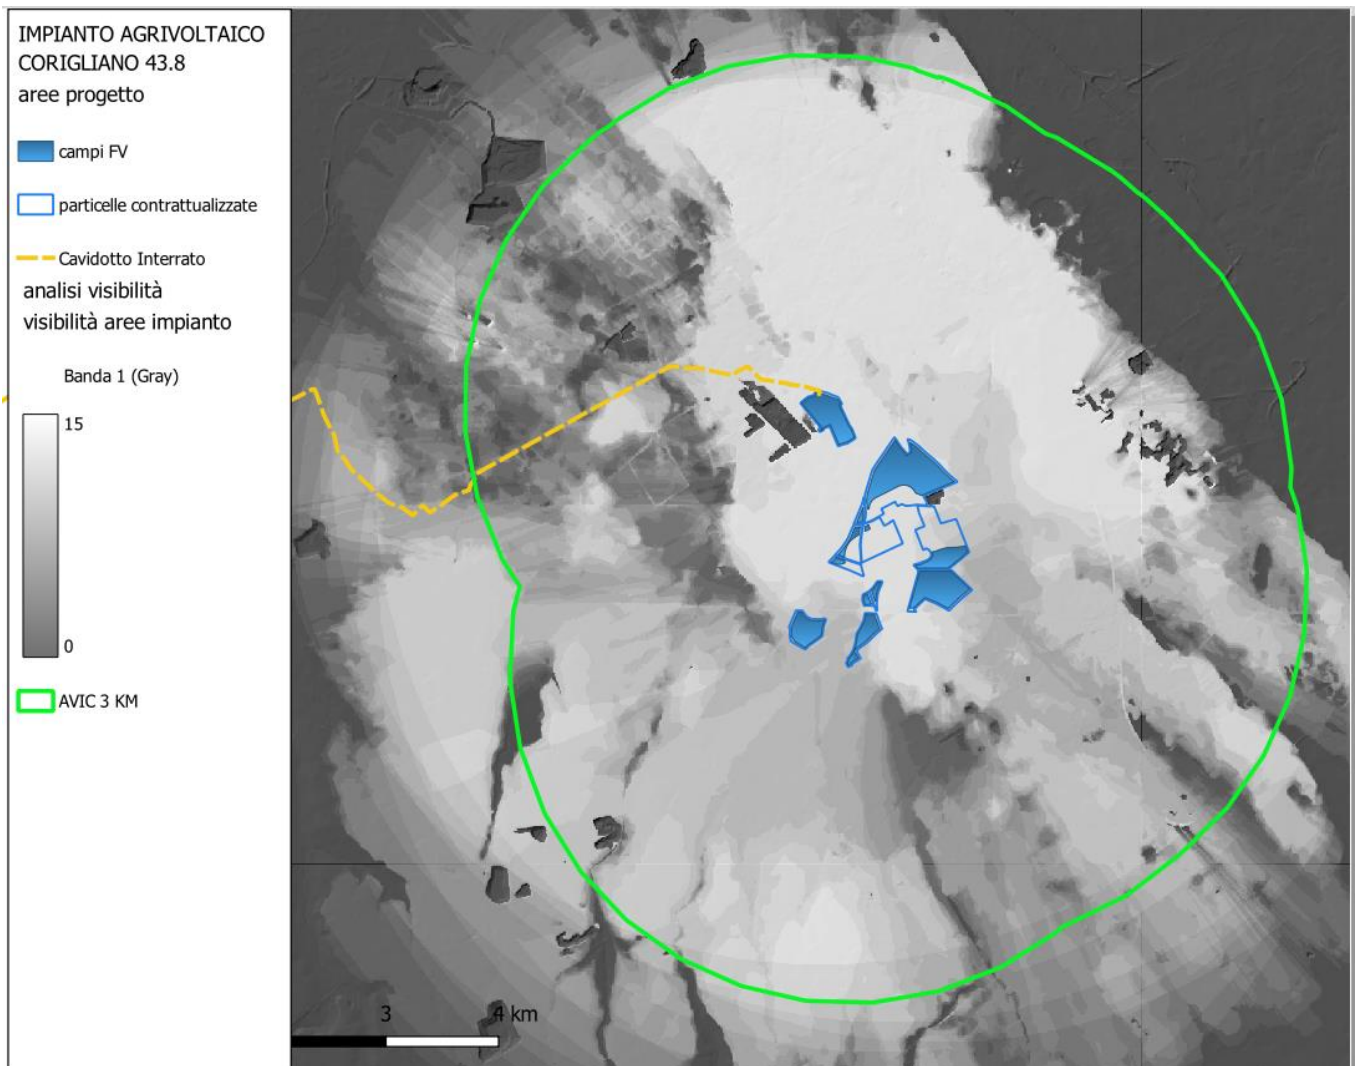 IMPIANTO AGRIVOLTAICO
CORIGLIANO 43.8
aree progetto
campi FV
particelle contrattualizzate
Cavidotto Interrato
analisi visibilità
visibilità aree impianto
Banda 1 (Gray)
15
0
AVIC 3 KM
3
4 km